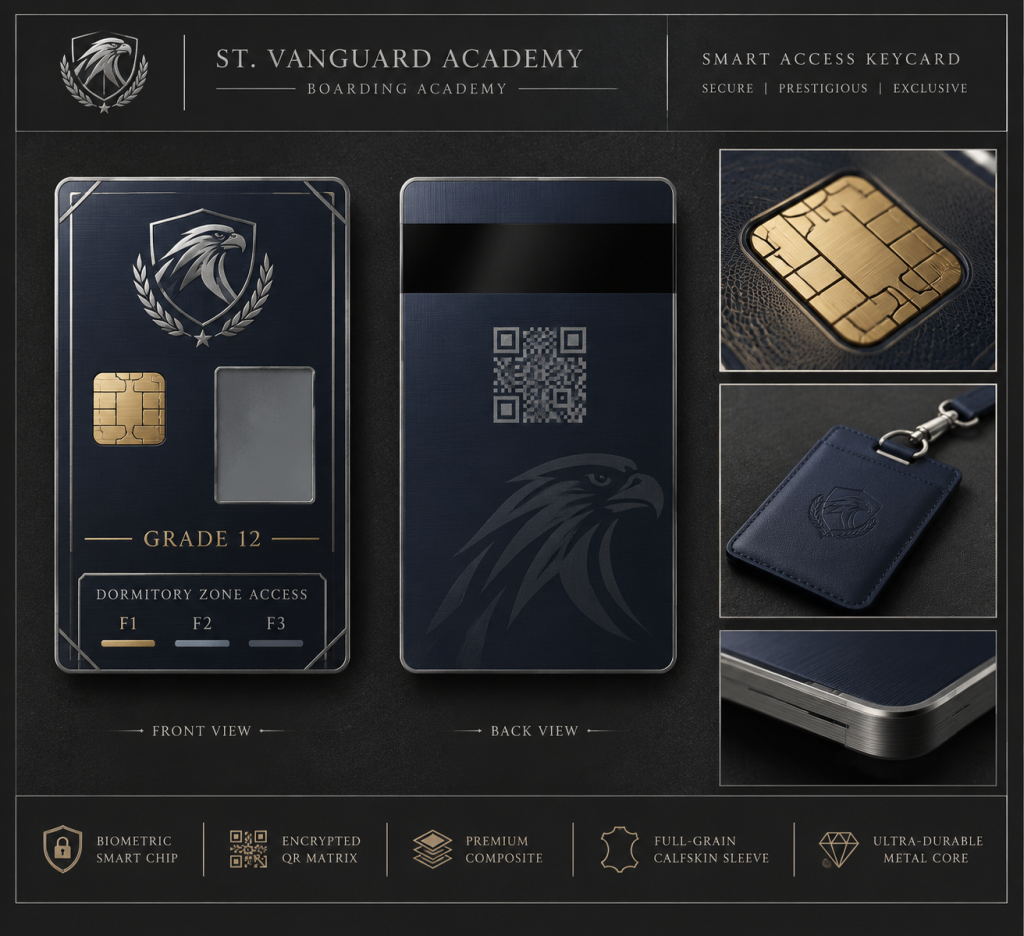 ST. VANGUARD ACADEMY
BOARDING ACADEMY
SMART ACCESS KEYCARD
SECURE | PRESTIGIOUS | EXCLUSIVE
GRADE 12
DORMITORY ZONE ACCESS
F1 F2 F3
FRONT VIEW
BACK VIEW
BIOMETRIC
SMART CHIP
ENCRYPTED
QR MATRIX
PREMIUM
COMPOSITE
FULL-GRAIN
CALFSKIN SLEEVE
ULTRA-DURABLE
METAL CORE